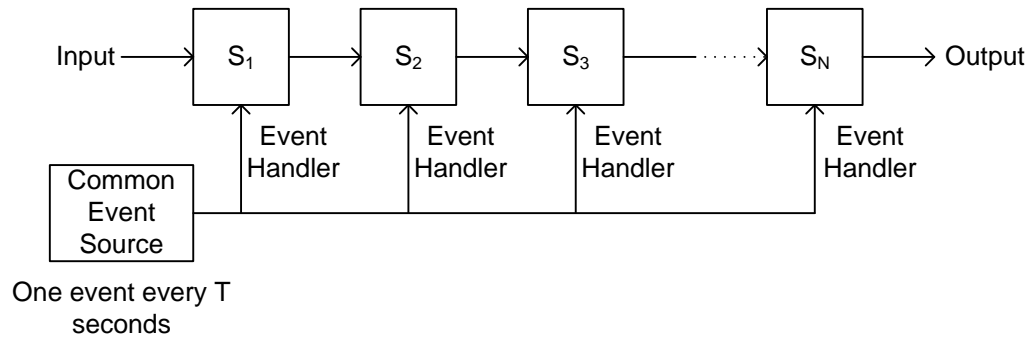 Input
S1
S2
S3
SN
Output
Event
Handler
Event
Handler
Event
Handler
Event
Handler
Common
Event
Source
One event every T
seconds